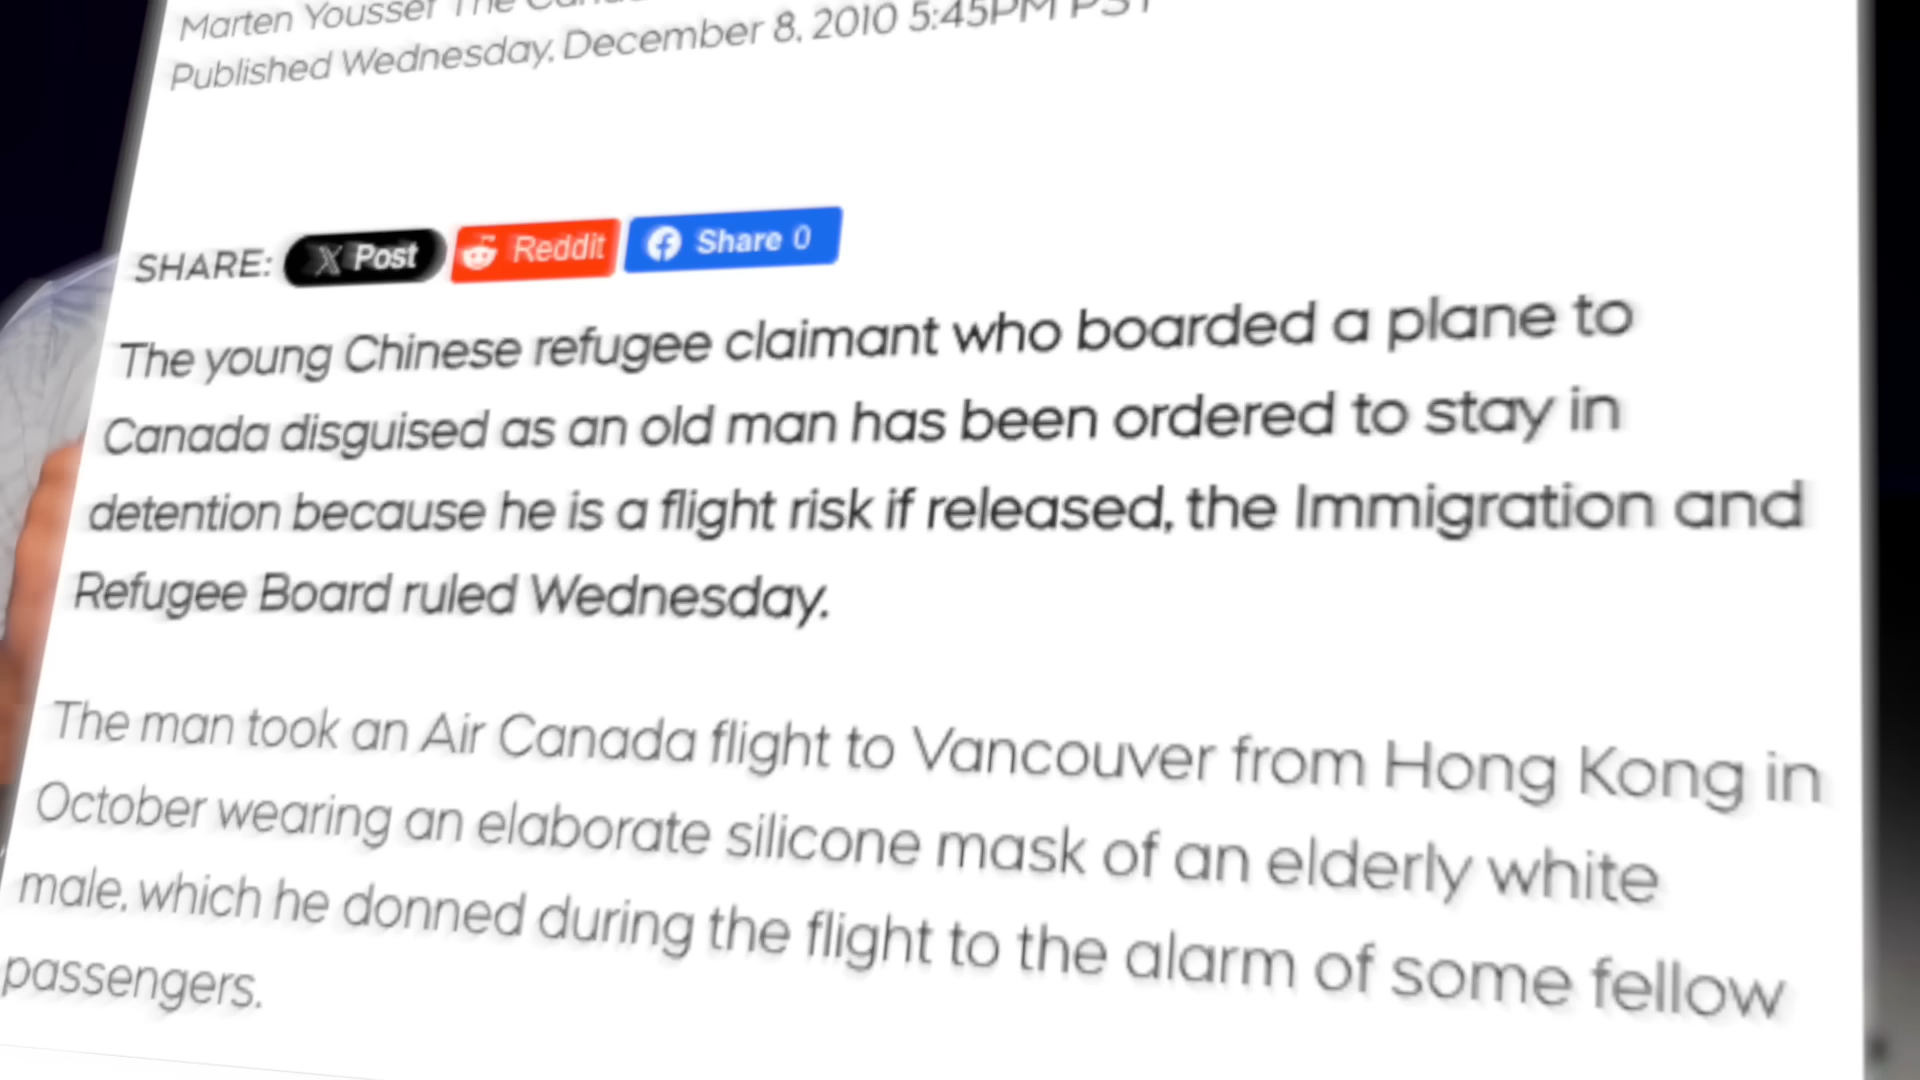 Marten Youssef The
Published Wednesday, December 8, 2010 5:45PM PST
SHARE: X Post Reddit Share 0
The young Chinese refugee claimant who boarded a plane to
Canada disguised as an old man has been ordered to stay in
detention because he is a flight risk if released, the Immigration and
Refugee Board ruled Wednesday.
The man took an Air Canada flight to Vancouver from Hong Kong in
October wearing an elaborate silicone mask of an elderly white
male, which he donned during the flight to the alarm of some fellow
passengers.